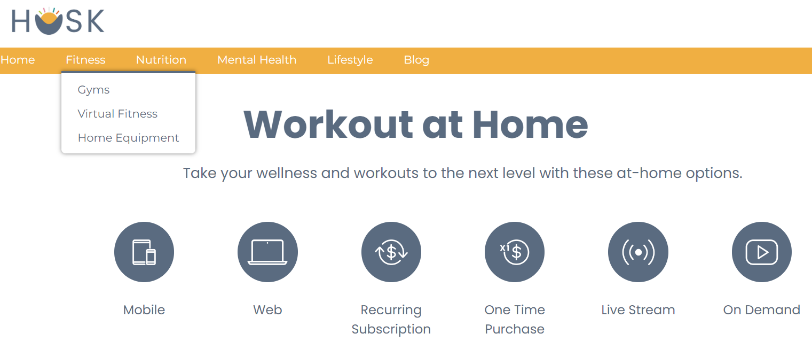 HUSK
Home Fitness Nutrition Mental Health Lifestyle Blog
Gyms
Virtual Fitness
Home Equipment
Workout at Home
Take your wellness and workouts to the next level with these at-home options.
$ x1 $
Mobile Web Recurring One Time Live Stream On Demand
Subscription Purchase